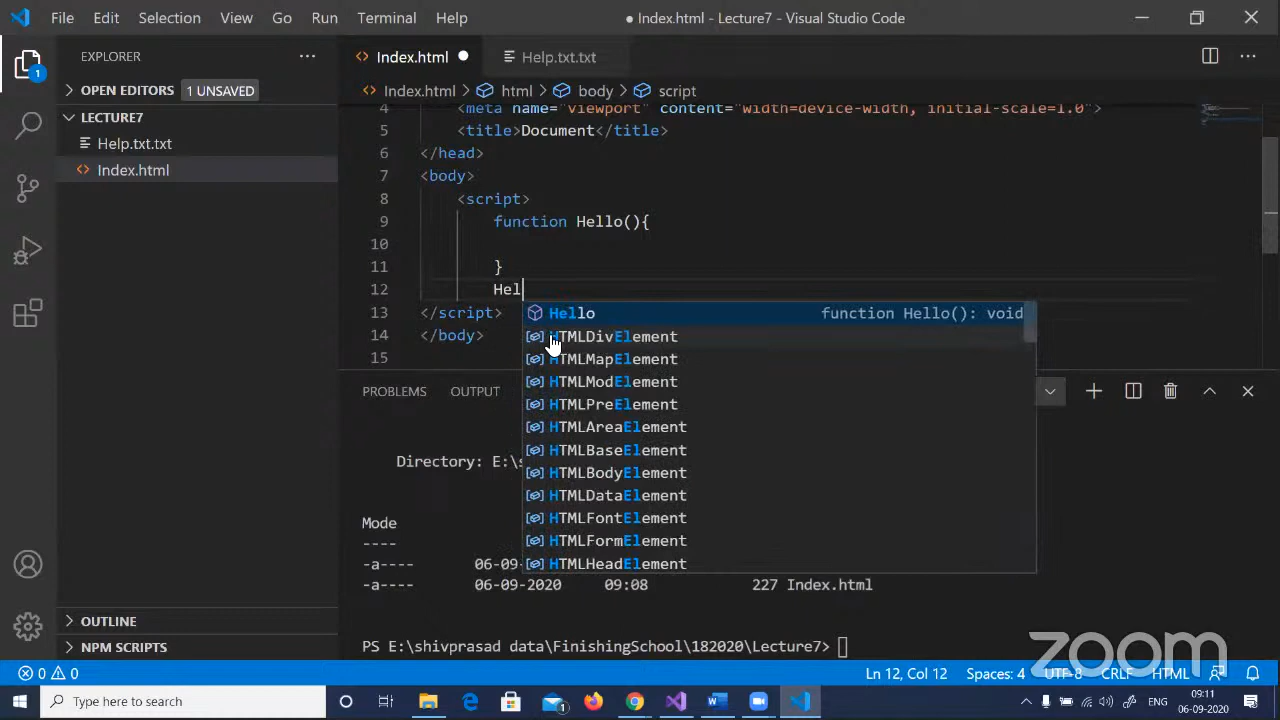 File Edit Selection View Go Run Terminal Help ● Index.html - Lecture7 - Visual Studio Code
EXPLORER
Index.html
Help.txt.txt
OPEN EDITORS 1 UNSAVED
Index.html > html > body > script
LECTURE7
Help.txt.txt
Index.html
4 <meta name="viewport" content="width=device-width, initial-scale=1.0">
5 <title>Document</title>
6 </head>
7 <body>
8 <script>
9 function Hello(){
10
11 }
12 Hel
13 </script>
14 </body>
15
Hello function Hello(): void
HTMLDivElement
HTMLMapElement
HTMLModElement
HTMLPreElement
HTMLAreaElement
HTMLBaseElement
HTMLBodyElement
HTMLDataElement
HTMLFontElement
HTMLFormElement
HTMLHeadElement
PROBLEMS OUTPUT
Directory: E:\s
Mode
----
-a---- 06-09-
-a---- 06-09-2020 09:08 227 Index.html
PS E:\shivprasad data\FinishingSchool\182020\Lecture7>
OUTLINE
NPM SCRIPTS
zoom
0 0 Ln 12, Col 12 Spaces: 4 UTF-8 CRLF HTML
Type here to search
ENG
09:11
06-09-2020
1
1